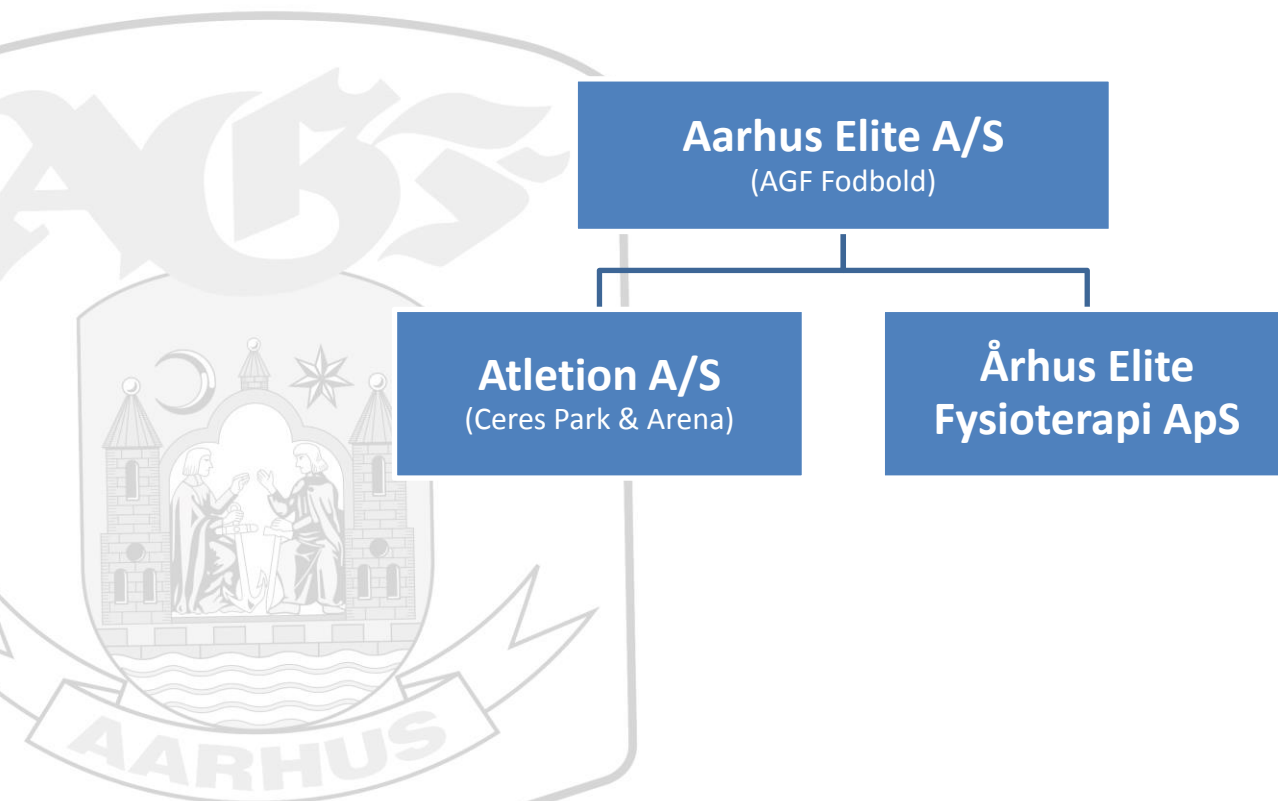 AGF
Aarhus Elite A/S
(AGF Fodbold)
Atletion A/S
(Ceres Park & Arena)
Århus Elite
Fysioterapi ApS
AARHUS